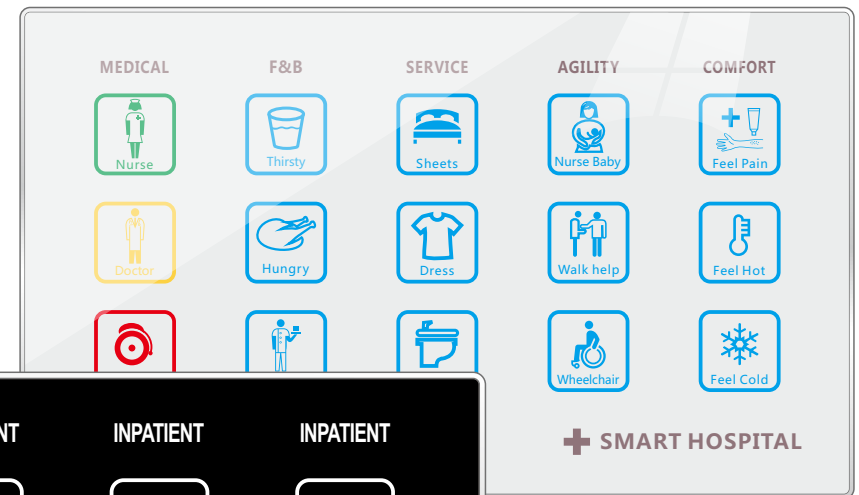 MEDICAL F&B SERVICE AGILITY COMFORT
Nurse Thirsty Sheets Nurse Baby Feel Pain
Doctor Hungry Dress Walk help Feel Hot
Wheelchair Feel Cold
NT INPATIENT INPATIENT
SMART HOSPITAL